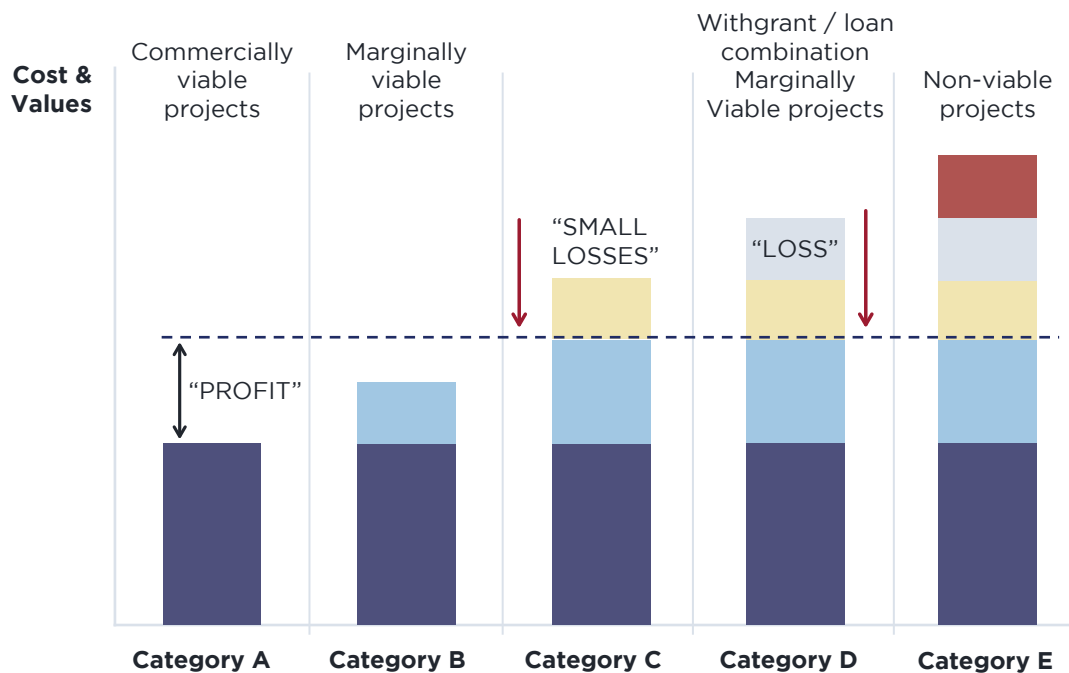 Cost &
Values
Commercially
viable
projects
Marginally
viable
projects
Withgrant / loan
combination
Marginally
Viable projects
Non-viable
projects
“SMALL
LOSSES”
“LOSS”
“PROFIT”
Category A
Category B
Category C
Category D
Category E